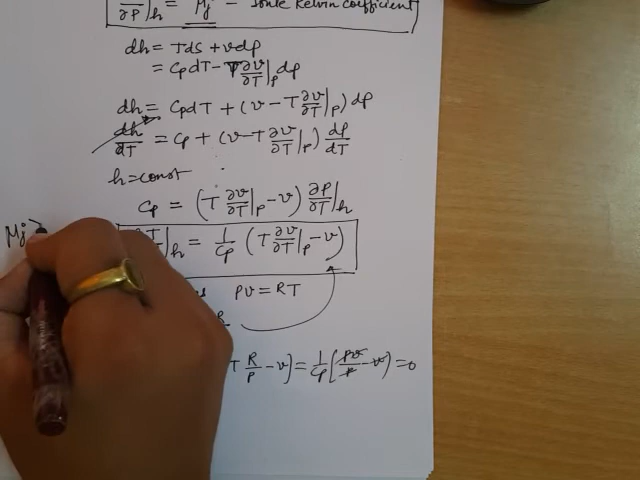 ∂P|h = μj - Joule Kelvin coefficient
dh = Tds + vdp
= CpdT - T ∂v/∂T|p dp
dh = CpdT + (v - T ∂v/∂T|p) dp
dh/dT = Cp + (v - T ∂v/∂T|p) dp/dT
h = const
Cp = (T ∂v/∂T|p - v) ∂P/∂T|h
μj
|h = 1/Cp (T ∂v/∂T|p - v)
PV = RT
R
T R/P - v] = 1/Cp [Pv/P - v] = 0